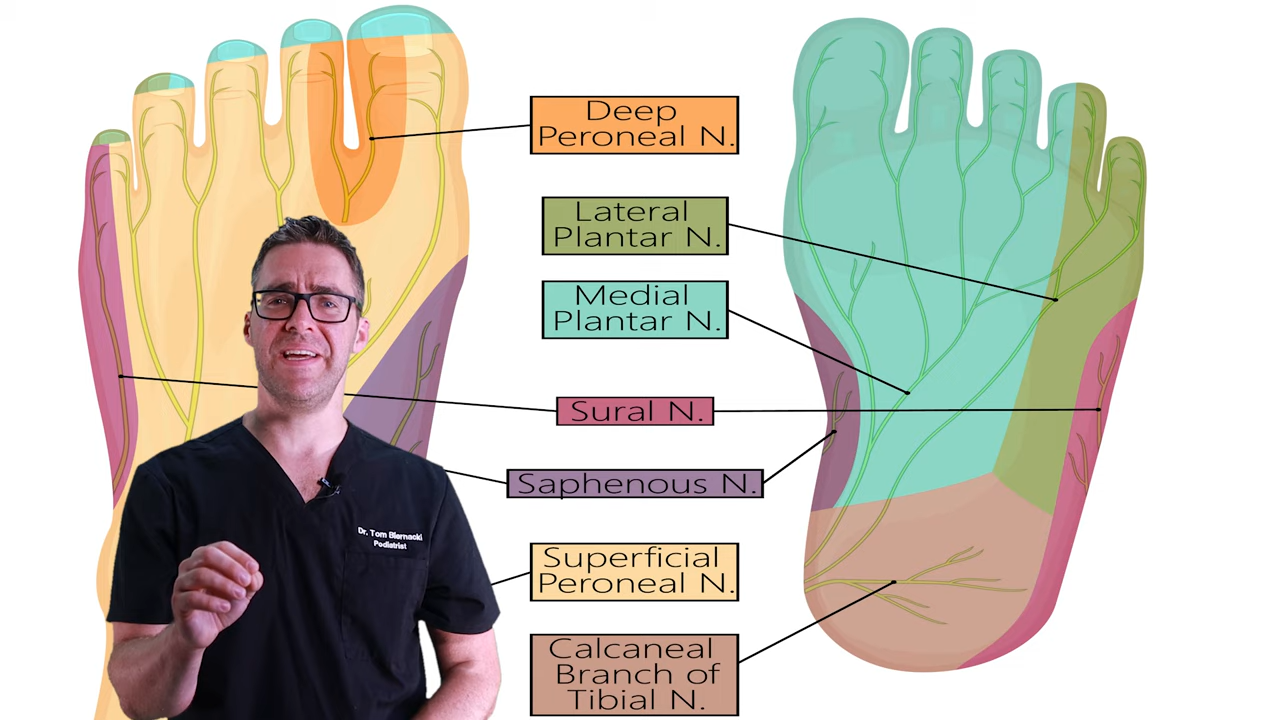 Deep
Peroneal N.
Lateral
Plantar N.
Medial
Plantar N.
Sural N.
Saphenous N.
Superficial
Peroneal N.
Calcaneal
Branch of
Tibial N.
Dr. Tom Biernacki
Podiatrist